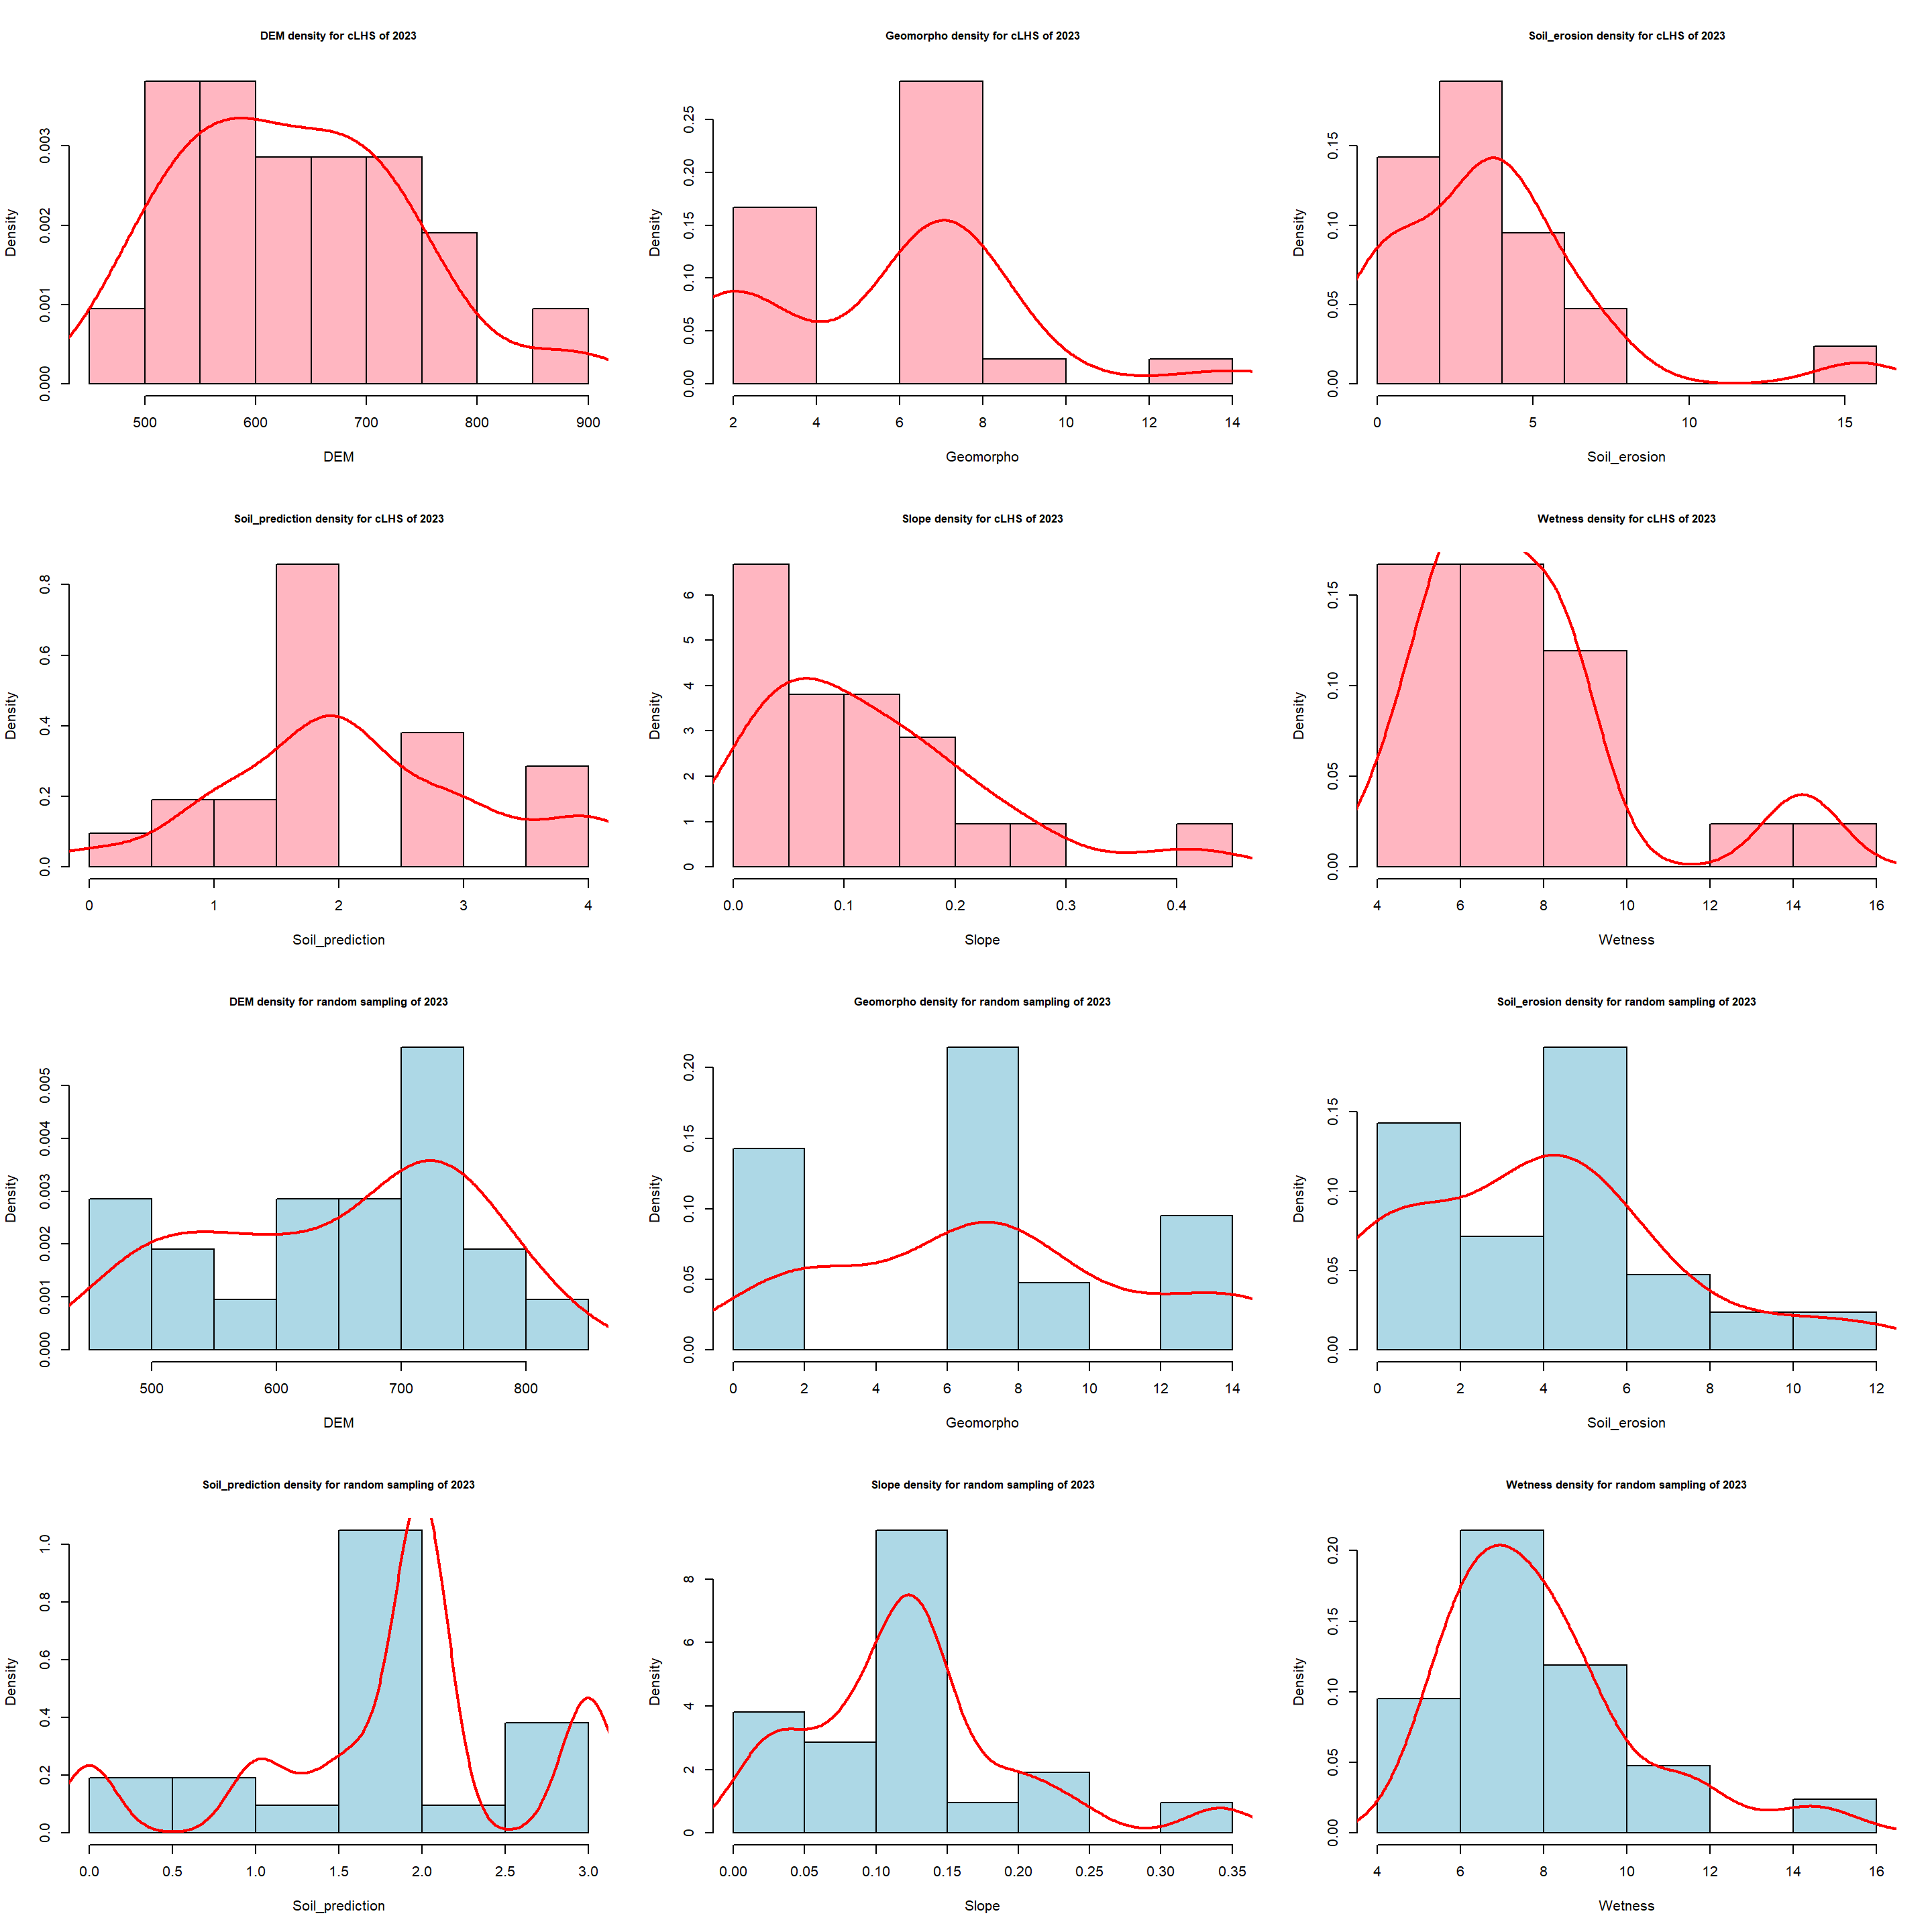 DEM density for cLHS of 2023
Density
0.000 0.001 0.002 0.003
500 600 700 800 900
DEM
Geomorpho density for cLHS of 2023
Density
0.00 0.05 0.10 0.15 0.20 0.25
2 4 6 8 10 12 14
Geomorpho
Soil_erosion density for cLHS of 2023
Density
0.00 0.05 0.10 0.15
0 5 10 15
Soil_erosion
Soil_prediction density for cLHS of 2023
Density
0.0 0.2 0.4 0.6 0.8
0 1 2 3 4
Soil_prediction
Slope density for cLHS of 2023
Density
0 1 2 3 4 5 6
0.0 0.1 0.2 0.3 0.4
Slope
Wetness density for cLHS of 2023
Density
0.00 0.05 0.10 0.15
4 6 8 10 12 14 16
Wetness
DEM density for random sampling of 2023
Density
0.000 0.001 0.002 0.003 0.004 0.005
500 600 700 800
DEM
Geomorpho density for random sampling of 2023
Density
0.00 0.05 0.10 0.15 0.20
0 2 4 6 8 10 12 14
Geomorpho
Soil_erosion density for random sampling of 2023
Density
0.00 0.05 0.10 0.15
0 2 4 6 8 10 12
Soil_erosion
Soil_prediction density for random sampling of 2023
Density
0.0 0.2 0.4 0.6 0.8 1.0
0.0 0.5 1.0 1.5 2.0 2.5 3.0
Soil_prediction
Slope density for random sampling of 2023
Density
0 2 4 6 8
0.00 0.05 0.10 0.15 0.20 0.25 0.30 0.35
Slope
Wetness density for random sampling of 2023
Density
0.00 0.05 0.10 0.15 0.20
4 6 8 10 12 14 16
Wetness